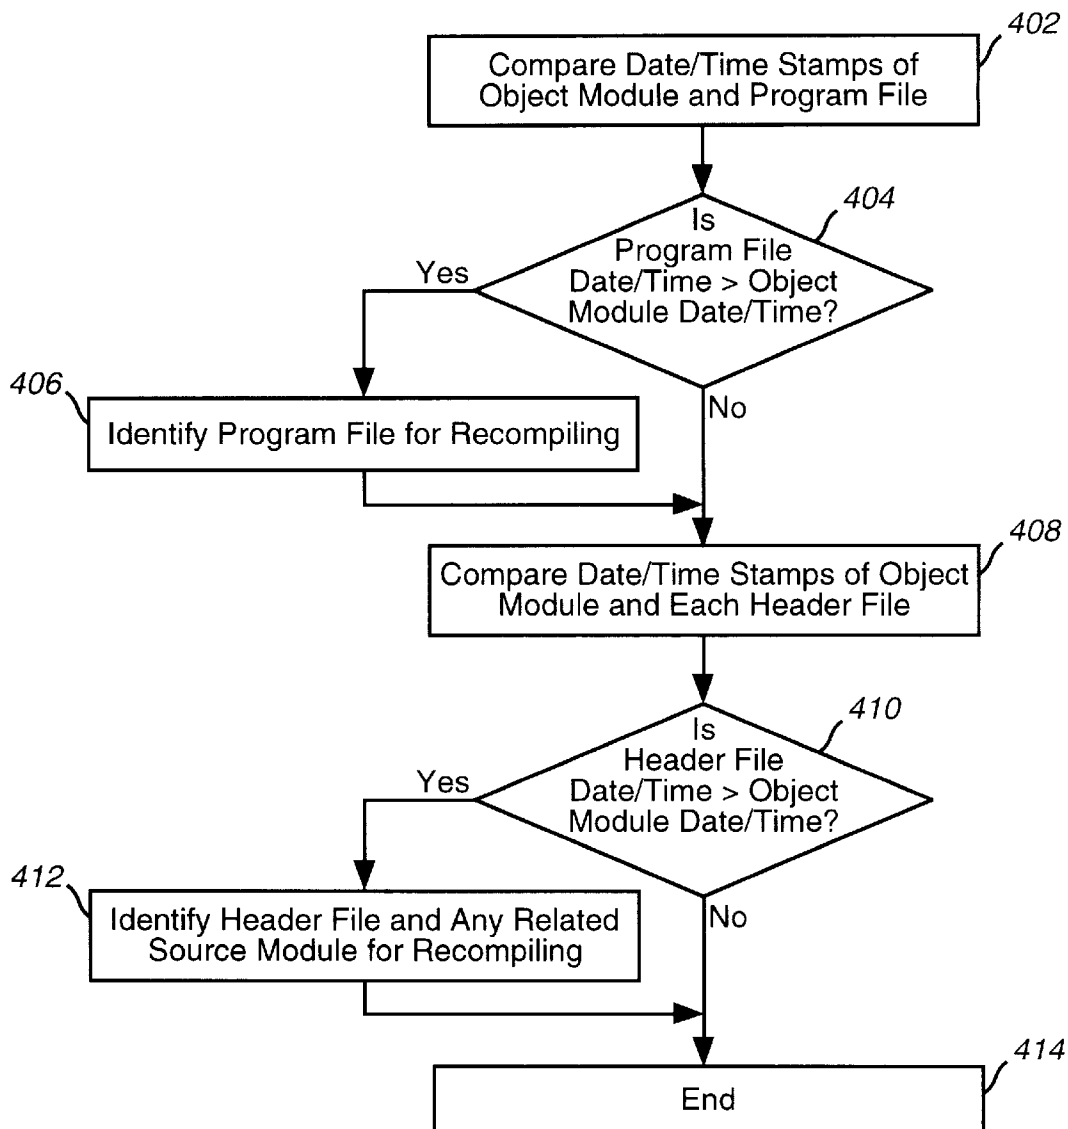 402
Compare Date/Time Stamps of
Object Module and Program File
404
Is
Program File
Date/Time > Object
Module Date/Time?
Yes
No
406
Identify Program File for Recompiling
408
Compare Date/Time Stamps of Object
Module and Each Header File
410
Is
Header File
Date/Time > Object
Module Date/Time?
Yes
No
412
Identify Header File and Any Related
Source Module for Recompiling
414
End